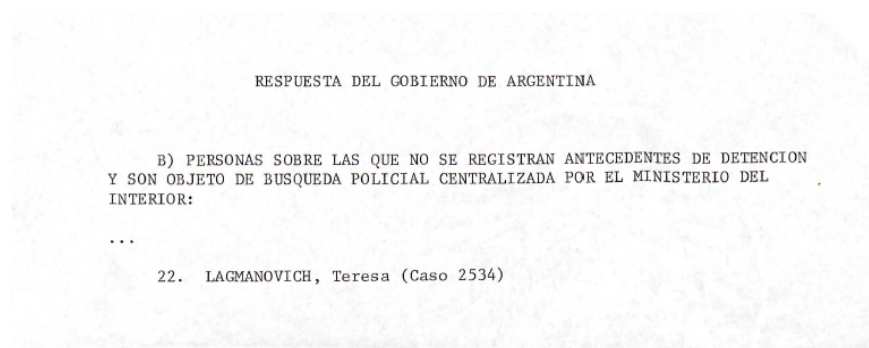 RESPUESTA DEL GOBIERNO DE ARGENTINA
B) PERSONAS SOBRE LAS QUE NO SE REGISTRAN ANTECEDENTES DE DETENCION
Y SON OBJETO DE BUSQUEDA POLICIAL CENTRALIZADA POR EL MINISTERIO DEL
INTERIOR:
...
22. LAGMANOVICH, Teresa (Caso 2534)